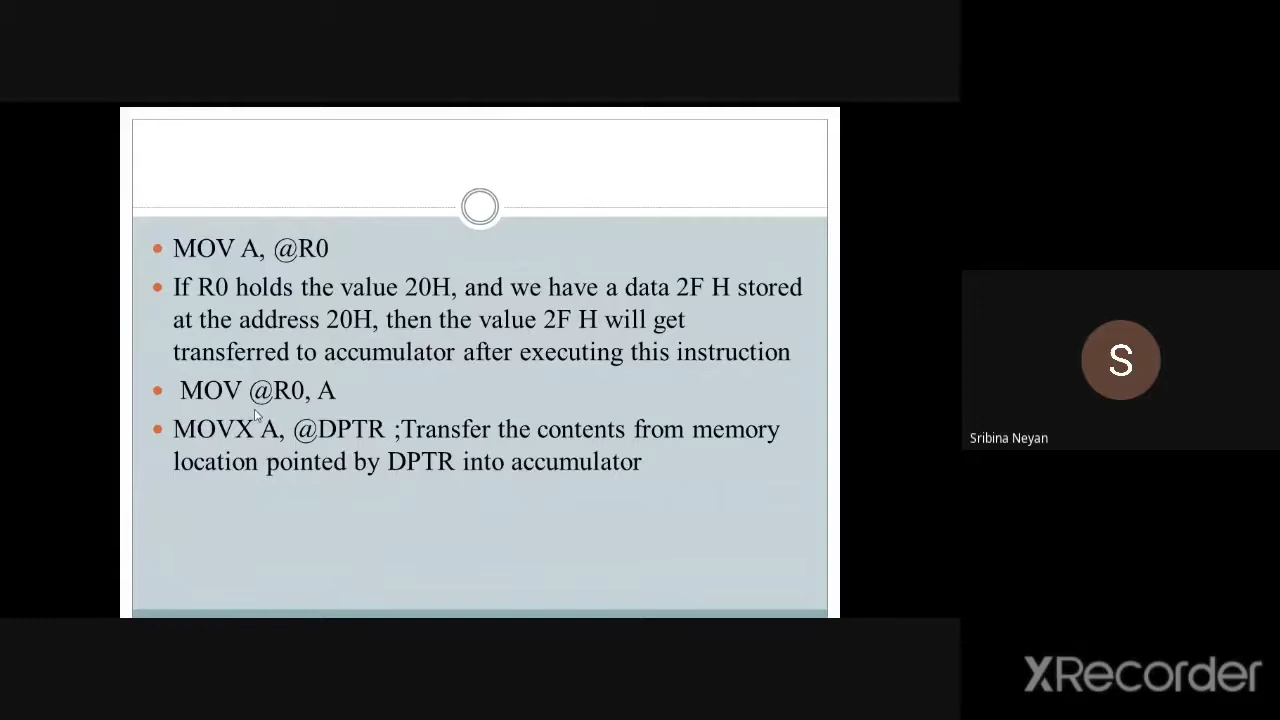 MOV A, @R0
If R0 holds the value 20H, and we have a data 2F H stored
at the address 20H, then the value 2F H will get
transferred to accumulator after executing this instruction
MOV @R0, A
MOVX A, @DPTR ;Transfer the contents from memory
location pointed by DPTR into accumulator
S
Sribina Neyan
XRecorder